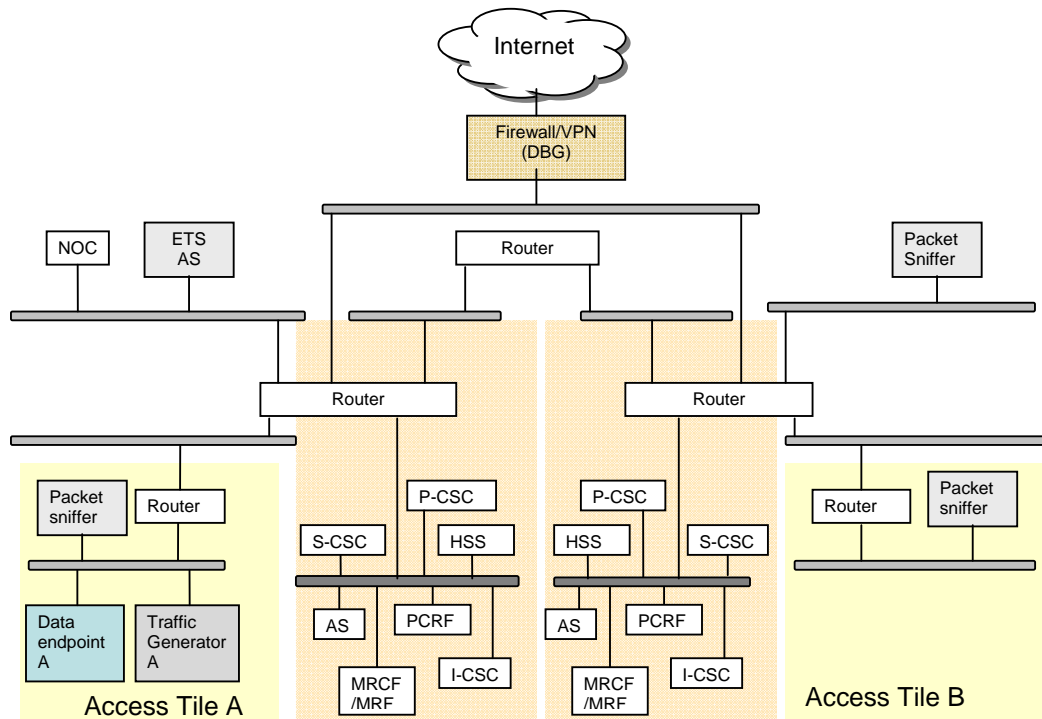 Internet
Firewall/VPN
(DBG)
NOC
ETS
AS
Router
Packet
Sniffer
Router
Router
Packet
sniffer
Router
P-CSC
S-CSC
HSS
AS
PCRF
MRCF
/MRF
I-CSC
P-CSC
HSS
S-CSC
AS
PCRF
MRCF
/MRF
I-CSC
Router
Packet
sniffer
Data
endpoint
A
Traffic
Generator
A
Access Tile A
Access Tile B